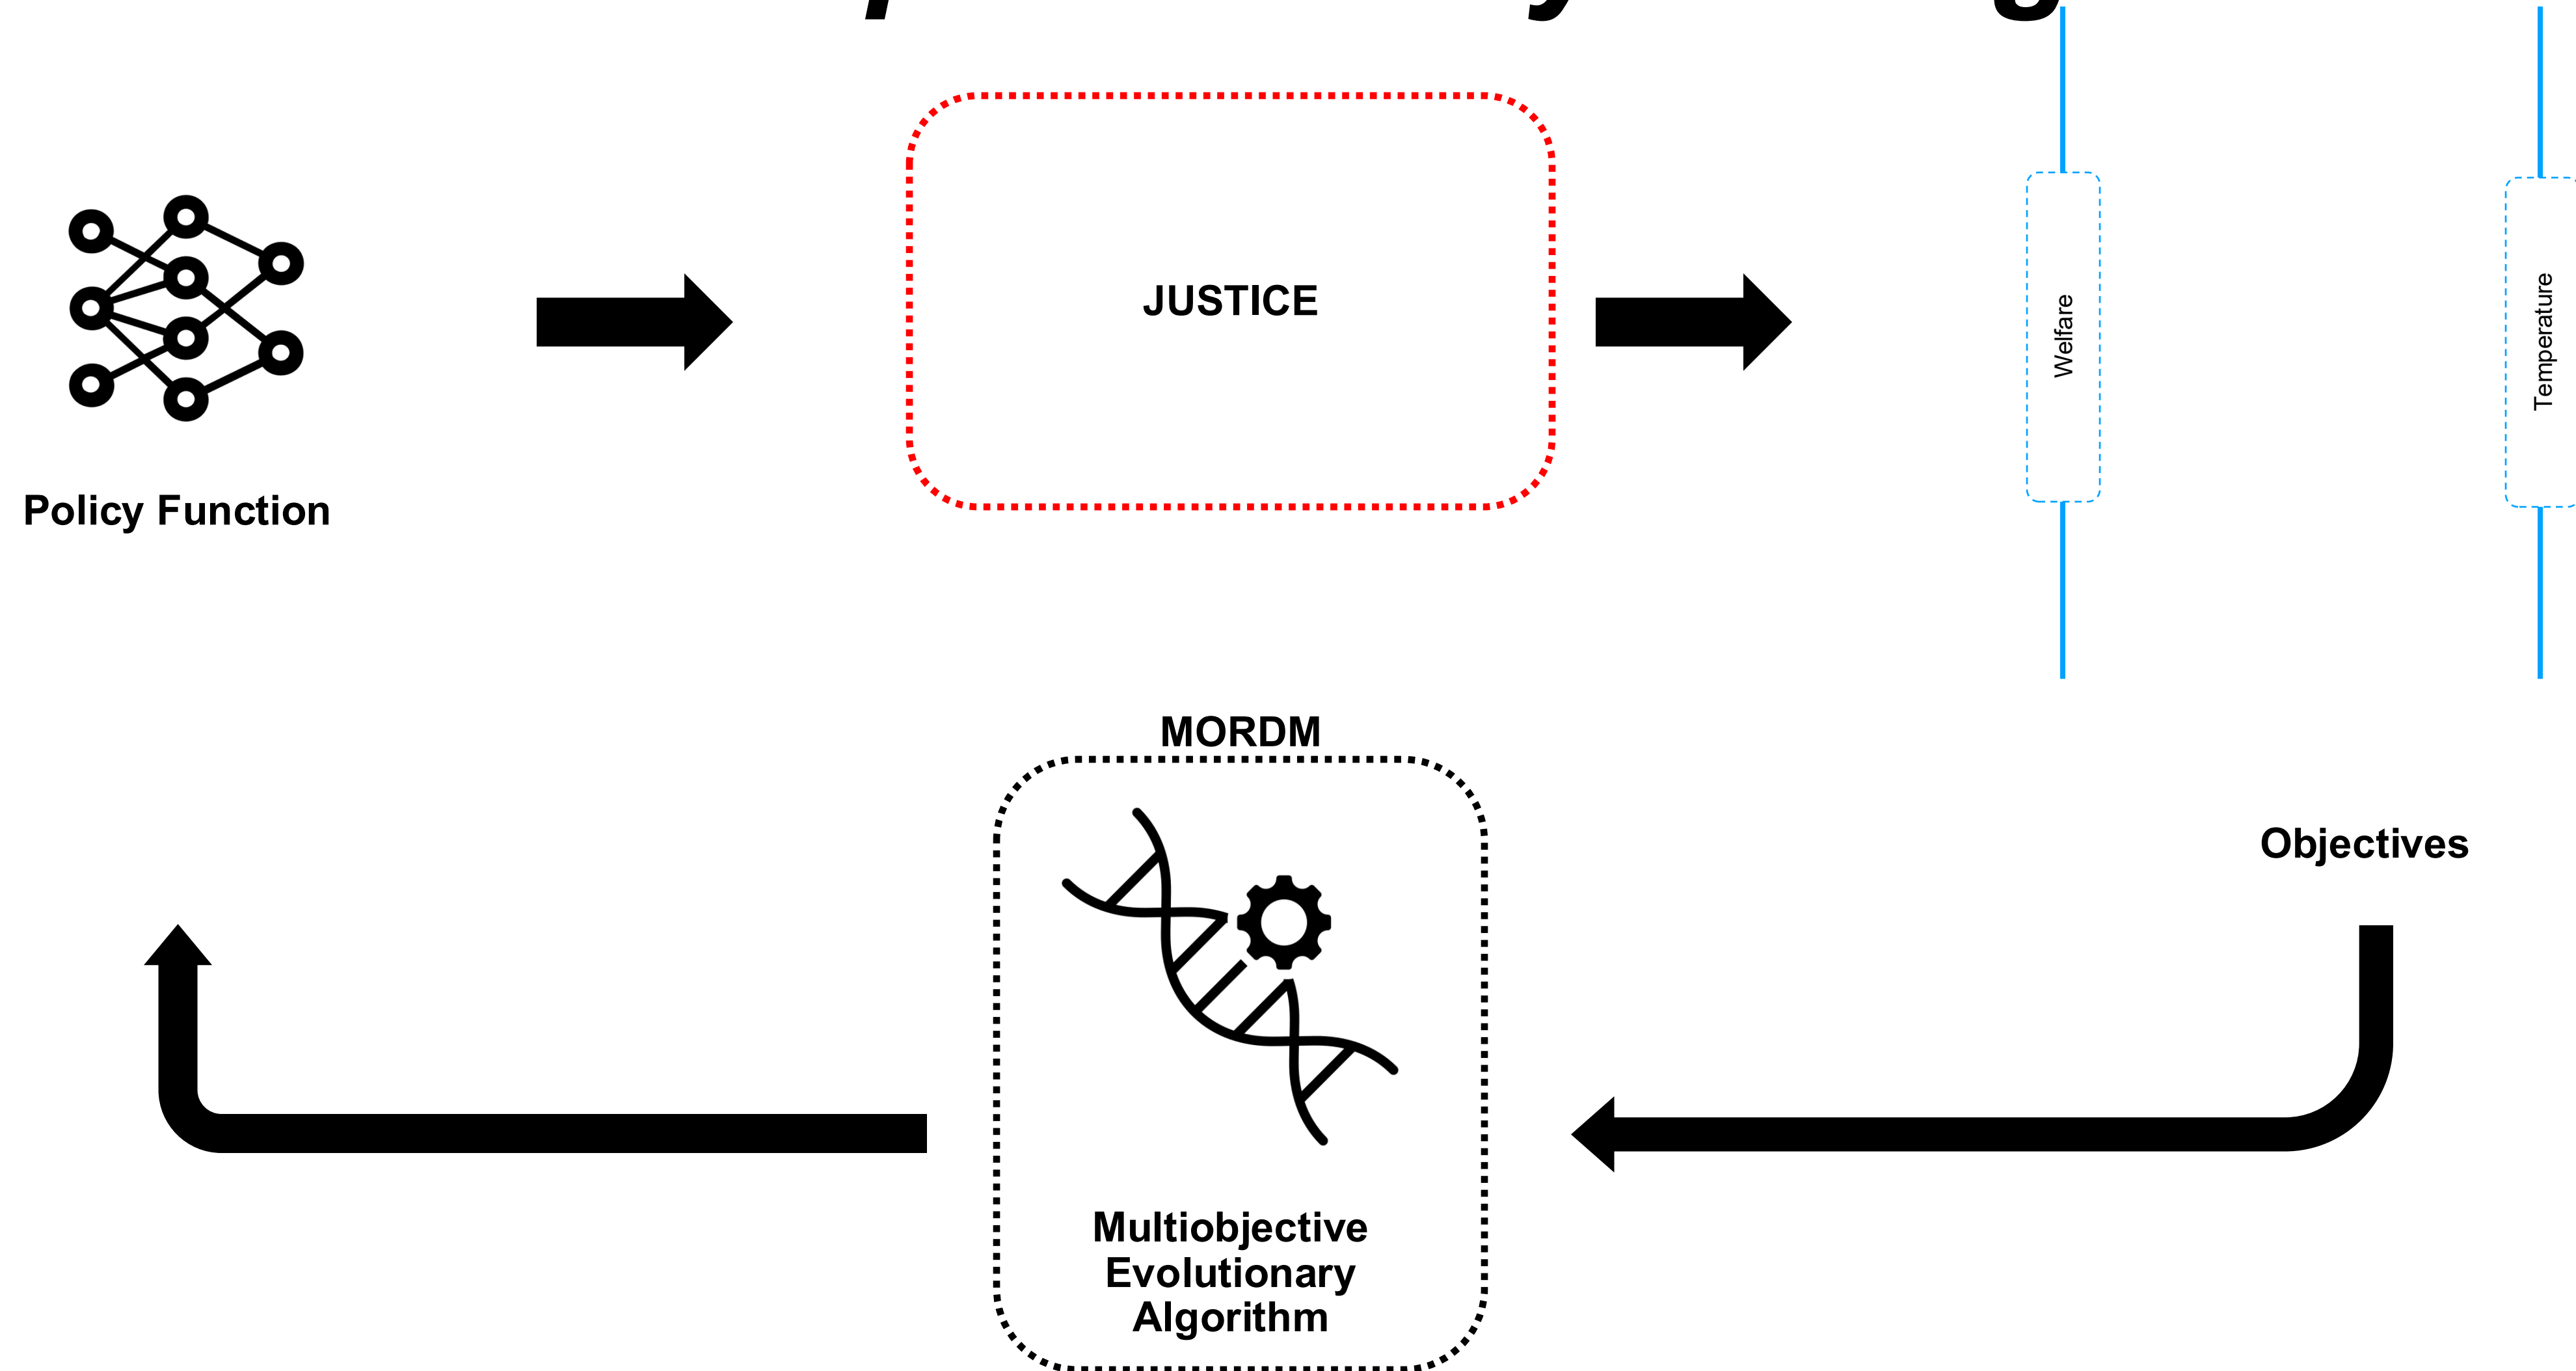 JUSTICE
Welfare
Temperature
Policy Function
MORDM
Objectives
Multiobjective
Evolutionary
Algorithm